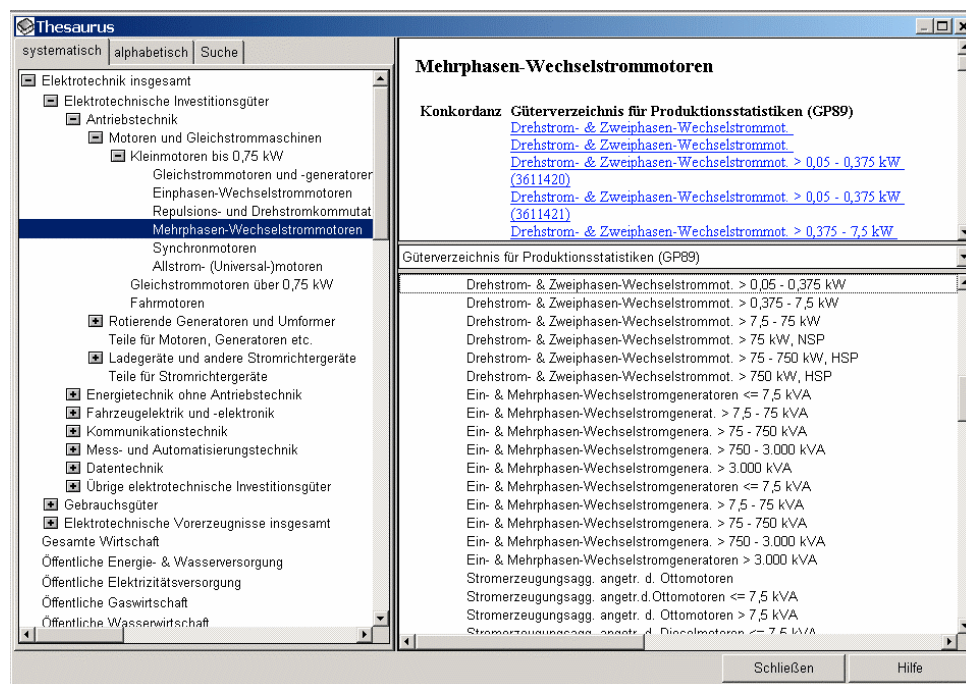 Thesaurus
systematisch alphabetisch Suche
Elektrotechnik insgesamt
Elektrotechnische Investitionsgüter
Antriebstechnik
Motoren und Gleichstrommaschinen
Kleinmotoren bis 0,75 kW
Gleichstrommotoren und -generatoren
Einphasen-Wechselstrommotoren
Repulsions- und Drehstromkommutat
Mehrphasen-Wechselstrommotoren
Synchronmotoren
Allstrom- (Universal-)motoren
Gleichstrommotoren über 0,75 kW
Fahrmotoren
Rotierende Generatoren und Umformer
Teile für Motoren, Generatoren etc.
Ladegeräte und andere Stromrichtergeräte
Teile für Stromrichtergeräte
Energietechnik ohne Antriebstechnik
Fahrzeugelektrik und -elektronik
Kommunikationstechnik
Mess- und Automatisierungstechnik
Datentechnik
Übrige elektrotechnische Investitionsgüter
Gebrauchsgüter
Elektrotechnische Vorerzeugnisse insgesamt
Gesamte Wirtschaft
Öffentliche Energie- & Wasserversorgung
Öffentliche Elektrizitätsversorgung
Öffentliche Gaswirtschaft
Öffentliche Wasserwirtschaft
Mehrphasen-Wechselstrommotoren
Konkordanz Güterverzeichnis für Produktionsstatistiken (GP89)
Drehstrom- & Zweiphasen-Wechselstrommot.
Drehstrom- & Zweiphasen-Wechselstrommot.
Drehstrom- & Zweiphasen-Wechselstrommot. > 0,05 - 0,375 kW
(3611420)
Drehstrom- & Zweiphasen-Wechselstrommot. > 0,05 - 0,375 kW
(3611421)
Drehstrom- & Zweiphasen-Wechselstrommot. > 0,375 - 7,5 kW
Güterverzeichnis für Produktionsstatistiken (GP89)
Drehstrom- & Zweiphasen-Wechselstrommot. > 0,05 - 0,375 kW
Drehstrom- & Zweiphasen-Wechselstrommot. > 0,375 - 7,5 kW
Drehstrom- & Zweiphasen-Wechselstrommot. > 7,5 - 75 kW
Drehstrom- & Zweiphasen-Wechselstrommot. > 75 kW, NSP
Drehstrom- & Zweiphasen-Wechselstrommot. > 75 - 750 kW, HSP
Drehstrom- & Zweiphasen-Wechselstrommot. > 750 kW, HSP
Ein- & Mehrphasen-Wechselstromgeneratoren <= 7,5 kVA
Ein- & Mehrphasen-Wechselstromgenerat. > 7,5 - 75 kVA
Ein- & Mehrphasen-Wechselstromgenera. > 75 - 750 kVA
Ein- & Mehrphasen-Wechselstromgenera. > 750 - 3.000 kVA
Ein- & Mehrphasen-Wechselstromgenera. > 3.000 kVA
Ein- & Mehrphasen-Wechselstromgeneratoren <= 7,5 kVA
Ein- & Mehrphasen-Wechselstromgenera. > 7,5 - 75 kVA
Ein- & Mehrphasen-Wechselstromgenera. > 75 - 750 kVA
Ein- & Mehrphasen-Wechselstromgenera. > 750 - 3.000 kVA
Ein- & Mehrphasen-Wechselstromgeneratoren > 3.000 kVA
Stromerzeugungsagg. angetr. d. Ottomotoren
Stromerzeugungsagg. angetr.d.Ottomotoren <= 7,5 kVA
Stromerzeugungsagg. angetr. d. Ottomotoren > 7,5 kVA
Stromerzeugungsagg. angetr. d. Dieselmotoren <= 7,5 kVA
Schließen Hilfe